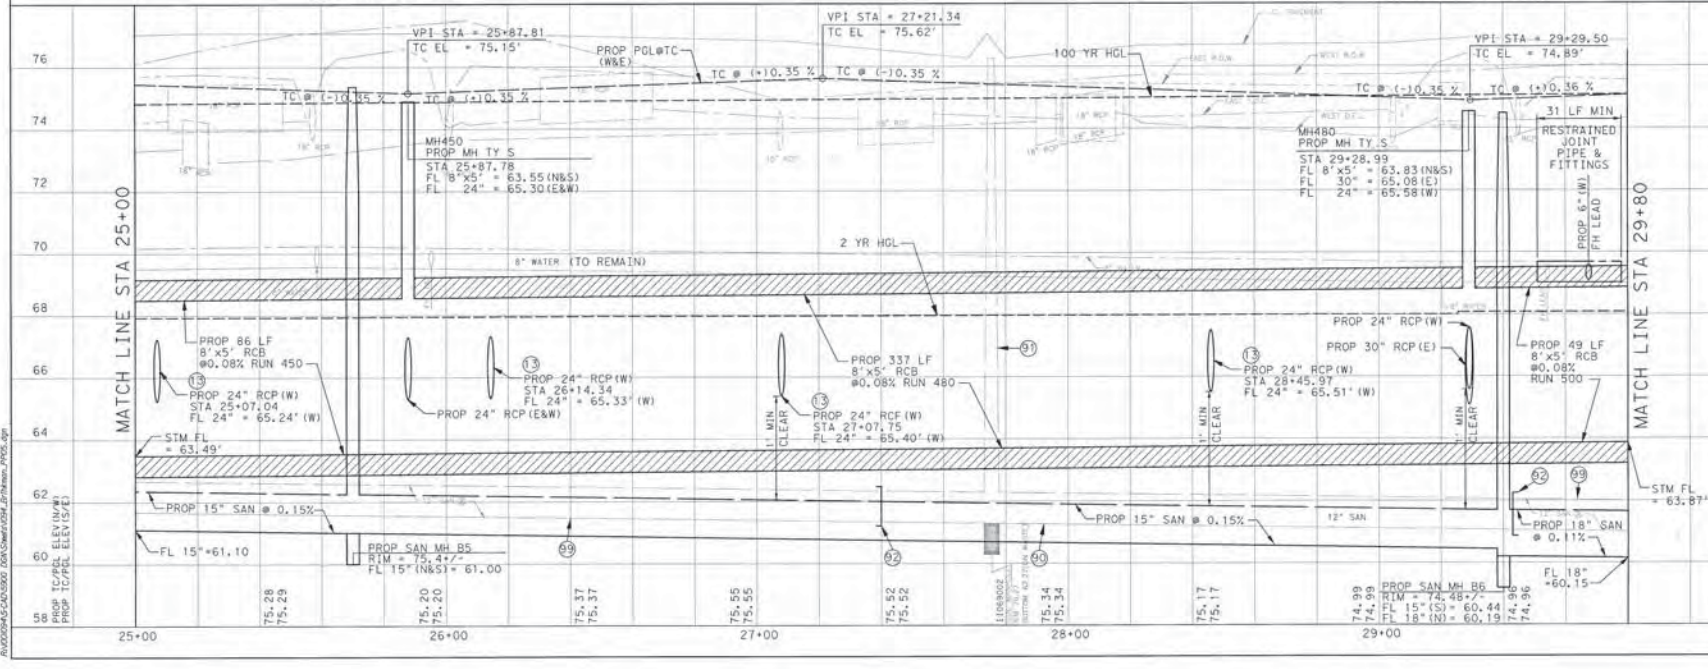 VPI STA = 25+87.81
TC EL = 75.15'
VPI STA = 27+21.34
TC EL = 75.62'
VPI STA = 29+29.50
TC EL = 74.89'
PROP PGL@TC
(W&E)
100 YR HGL
EAST R.O.W.
WEST R.O.W.
TC @ (-)0.35 %
TC @ (+)0.35 %
TC @ (+)0.35 %
TC @ (-)0.35 %
TC @ (-)0.35 %
TC @ (+)0.36 %
31 LF MIN
RESTRAINED
JOINT
PIPE &
FITTINGS
PROP 6" (W)
FH LEAD
18" RCP
18" RCP
MH450
PROP MH TY S
STA 25+87.78
FL 8'x5' = 63.55(N&S)
FL 24" = 65.30(E&W)
MH480
PROP MH TY S
STA 29+28.99
FL 8'x5' = 63.83(N&S)
FL 30" = 65.08(E)
FL 24" = 65.58(W)
76
74
72
70
68
66
64
62
60
58
MATCH LINE STA 25+00
MATCH LINE STA 29+80
2 YR HGL
8" WATER (TO REMAIN)
PROP 86 LF
8'x5' RCB
@0.08% RUN 450
PROP 337 LF
8'x5' RCB
@0.08% RUN 480
PROP 49 LF
8'x5' RCB
@0.08%
RUN 500
PROP 24" RCP(W)
PROP 30" RCP(E)
13
PROP 24" RCP(W)
STA 25+07.04
FL 24" = 65.24'(W)
PROP 24" RCP(E&W)
13
PROP 24" RCP(W)
STA 26+14.34
FL 24" = 65.33'(W)
13
PROP 24" RCP(W)
STA 27+07.75
FL 24" = 65.40'(W)
13
PROP 24" RCP(W)
STA 28+45.97
FL 24" = 65.51'(W)
91
1' MIN
CLEAR
1' MIN
CLEAR
1' MIN
CLEAR
STM FL
= 63.49'
STM FL
= 63.87'
PROP 15" SAN @ 0.15%
PROP 15" SAN @ 0.15%
12" SAN
PROP 18" SAN
@ 0.11%
92
99
99
92
90
FL 15"=61.10
PROP SAN MH B5
RIM = 75.4+/-
FL 15"(N&S) = 61.00
FL 18"
=60.15
PROP SAN MH B6
RIM = 74.48+/-
FL 15"(S) = 60.44
FL 18"(N) = 60.19
PROP TC/PGL ELEV(N/W)
PROP TC/PGL ELEV(S/E)
75.28
75.29
75.20
75.20
75.37
75.37
75.55
75.55
75.52
75.52
75.34
75.34
75.17
75.17
74.99
74.99
74.96
74.96
25+00
26+00
27+00
28+00
29+00